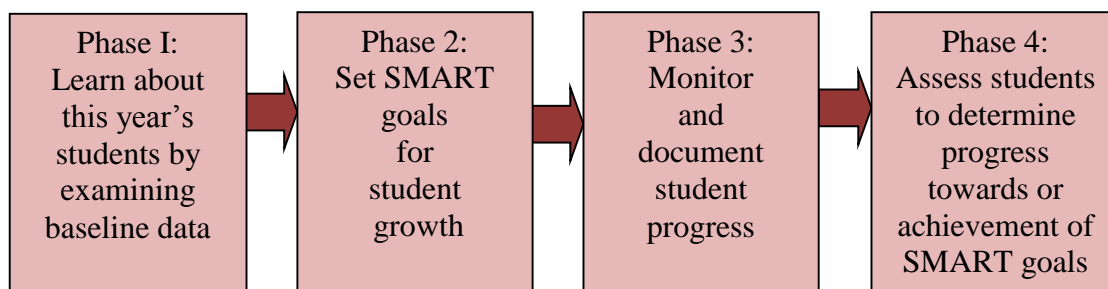 Phase I:
Learn about
this year's
students by
examining
baseline data
Phase 2:
Set SMART
goals
for
student
growth
Phase 3:
Monitor
and
document
student
progress
Phase 4:
Assess students
to determine
progress
towards or
achievement of
SMART goals